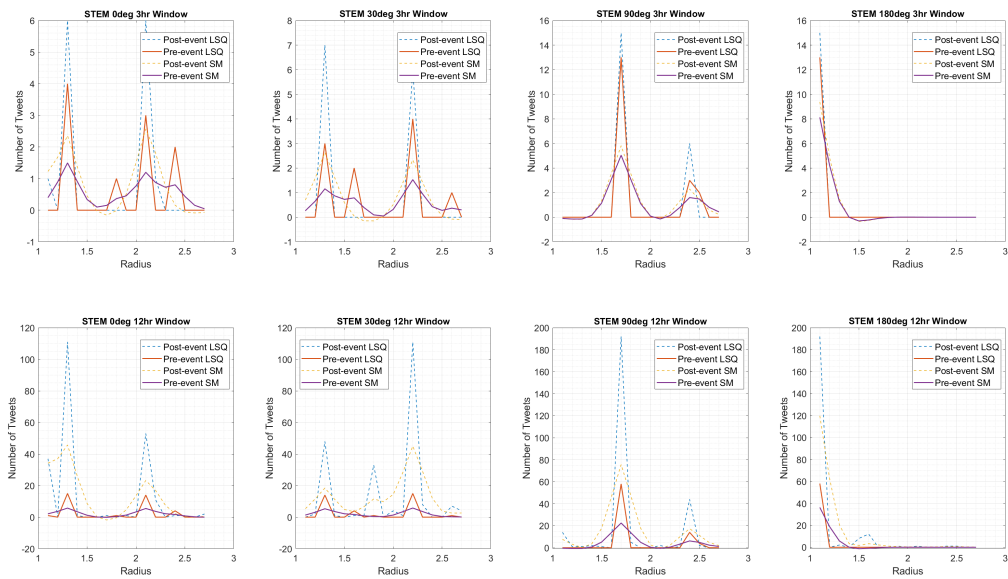 STEM 0deg 3hr Window
6
5
4
3
2
1
0
-1
1
1.5
2
2.5
3
Number of Tweets
Radius
Post-event LSQ
Pre-event LSQ
Post-event SM
Pre-event SM
STEM 30deg 3hr Window
8
7
6
5
4
3
2
1
0
-1
1
1.5
2
2.5
3
Number of Tweets
Radius
Post-event LSQ
Pre-event LSQ
Post-event SM
Pre-event SM
STEM 90deg 3hr Window
16
14
12
10
8
6
4
2
0
-2
1
1.5
2
2.5
3
Number of Tweets
Radius
Post-event LSQ
Pre-event LSQ
Post-event SM
Pre-event SM
STEM 180deg 3hr Window
16
14
12
10
8
6
4
2
0
-2
1
1.5
2
2.5
3
Number of Tweets
Radius
Post-event LSQ
Pre-event LSQ
Post-event SM
Pre-event SM
STEM 0deg 12hr Window
120
100
80
60
40
20
0
-20
1
1.5
2
2.5
3
Number of Tweets
Radius
Post-event LSQ
Pre-event LSQ
Post-event SM
Pre-event SM
STEM 30deg 12hr Window
120
100
80
60
40
20
0
-20
1
1.5
2
2.5
3
Number of Tweets
Radius
Post-event LSQ
Pre-event LSQ
Post-event SM
Pre-event SM
STEM 90deg 12hr Window
200
180
160
140
120
100
80
60
40
20
0
1
1.5
2
2.5
3
Number of Tweets
Radius
Post-event LSQ
Pre-event LSQ
Post-event SM
Pre-event SM
STEM 180deg 12hr Window
200
180
160
140
120
100
80
60
40
20
0
1
1.5
2
2.5
3
Number of Tweets
Radius
Post-event LSQ
Pre-event LSQ
Post-event SM
Pre-event SM